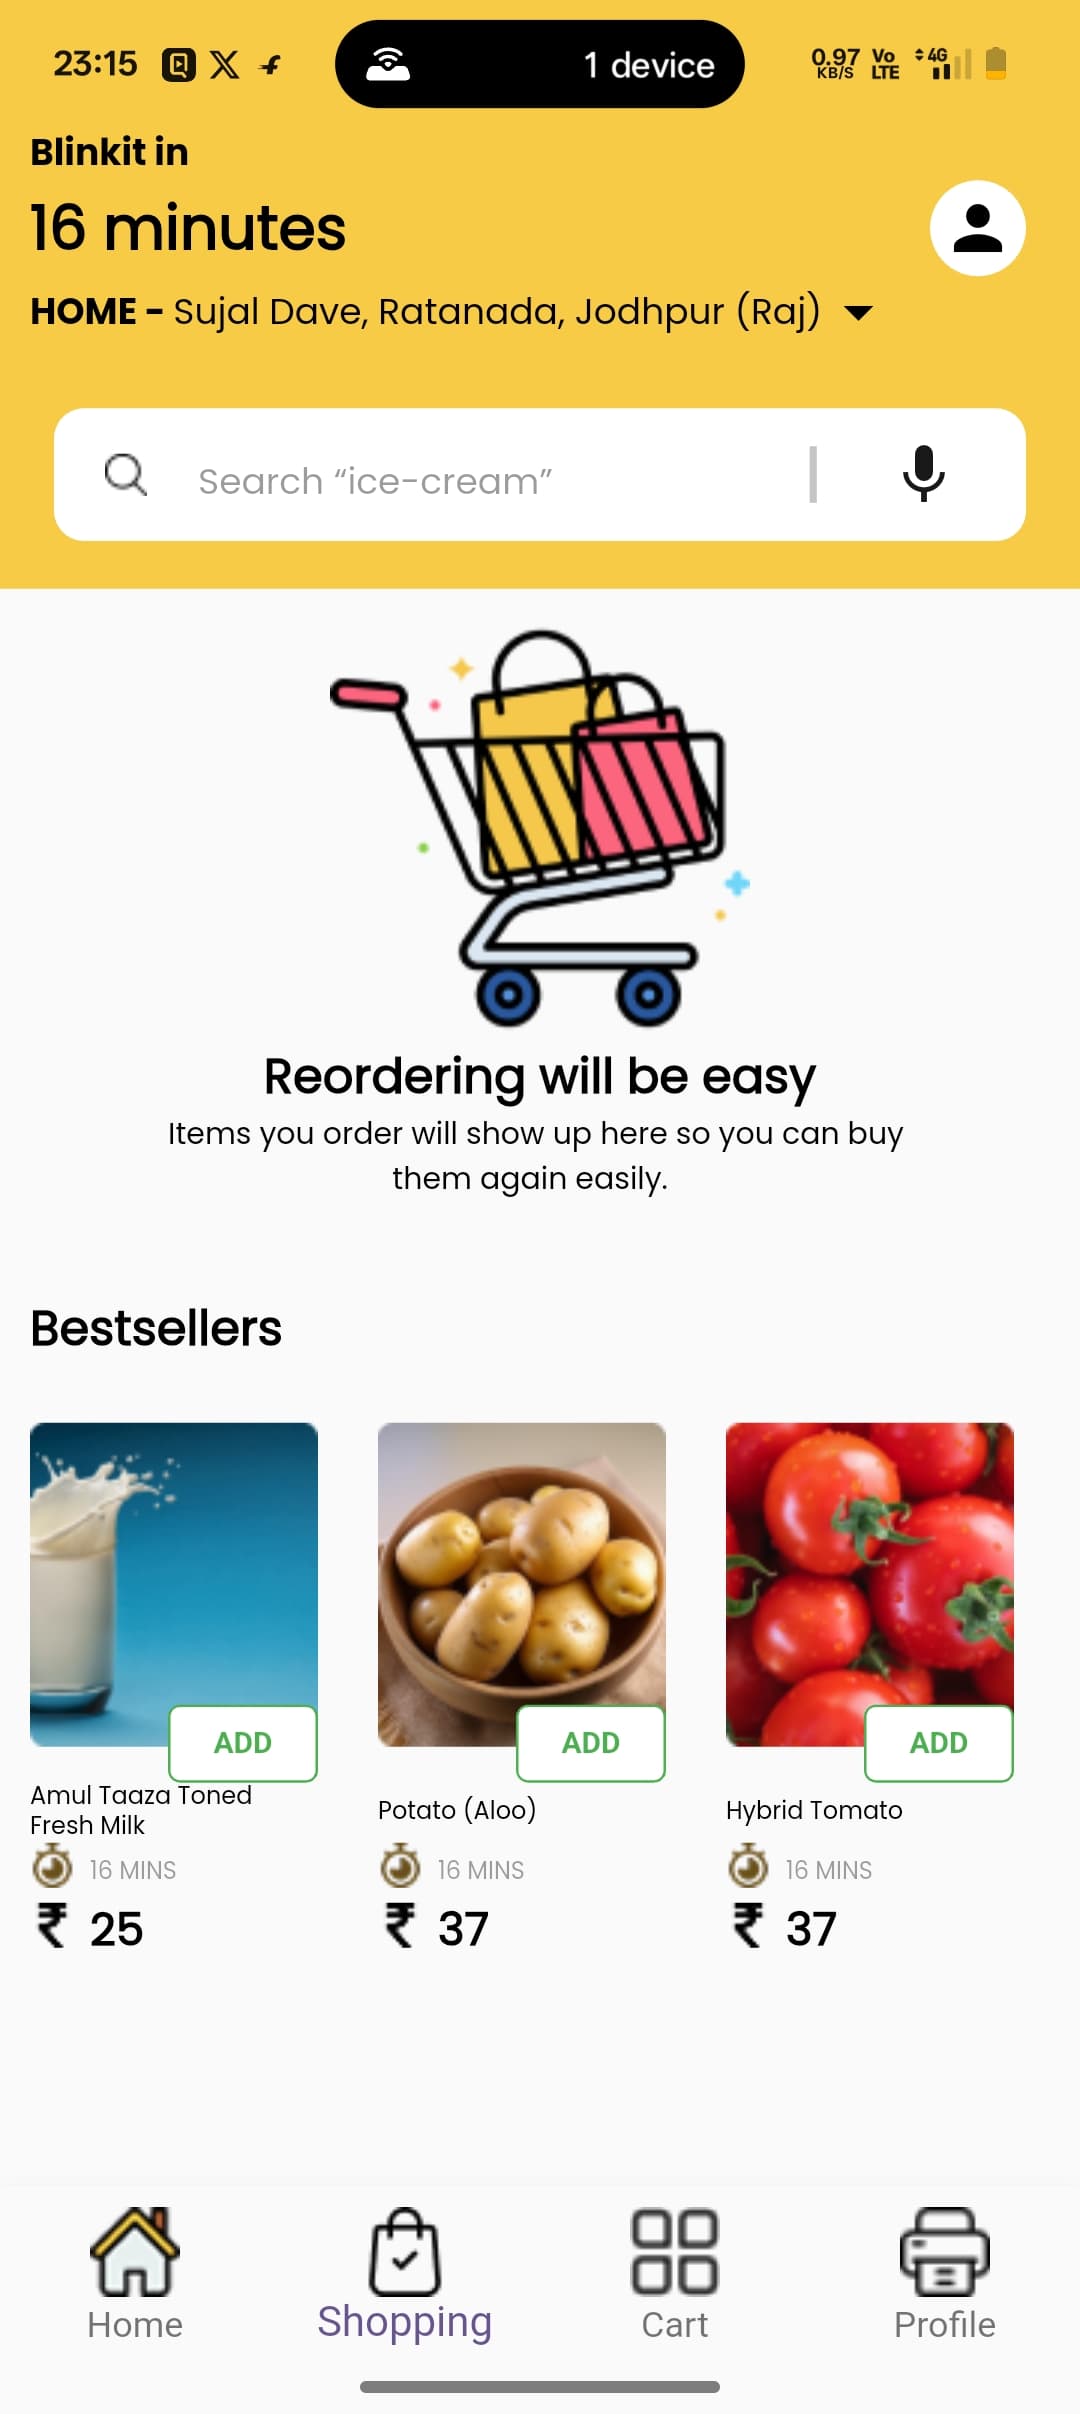 23:15
1 device
0.97 KB/S Vo LTE 4G
Blinkit in
16 minutes
HOME - Sujal Dave, Ratanada, Jodhpur (Raj)
Search “ice-cream”
Reordering will be easy
Items you order will show up here so you can buy
them again easily.
Bestsellers
ADD
ADD
ADD
Amul Taaza Toned
Fresh Milk
Potato (Aloo)
Hybrid Tomato
16 MINS
16 MINS
16 MINS
₹ 25
₹ 37
₹ 37
Home
Shopping
Cart
Profile